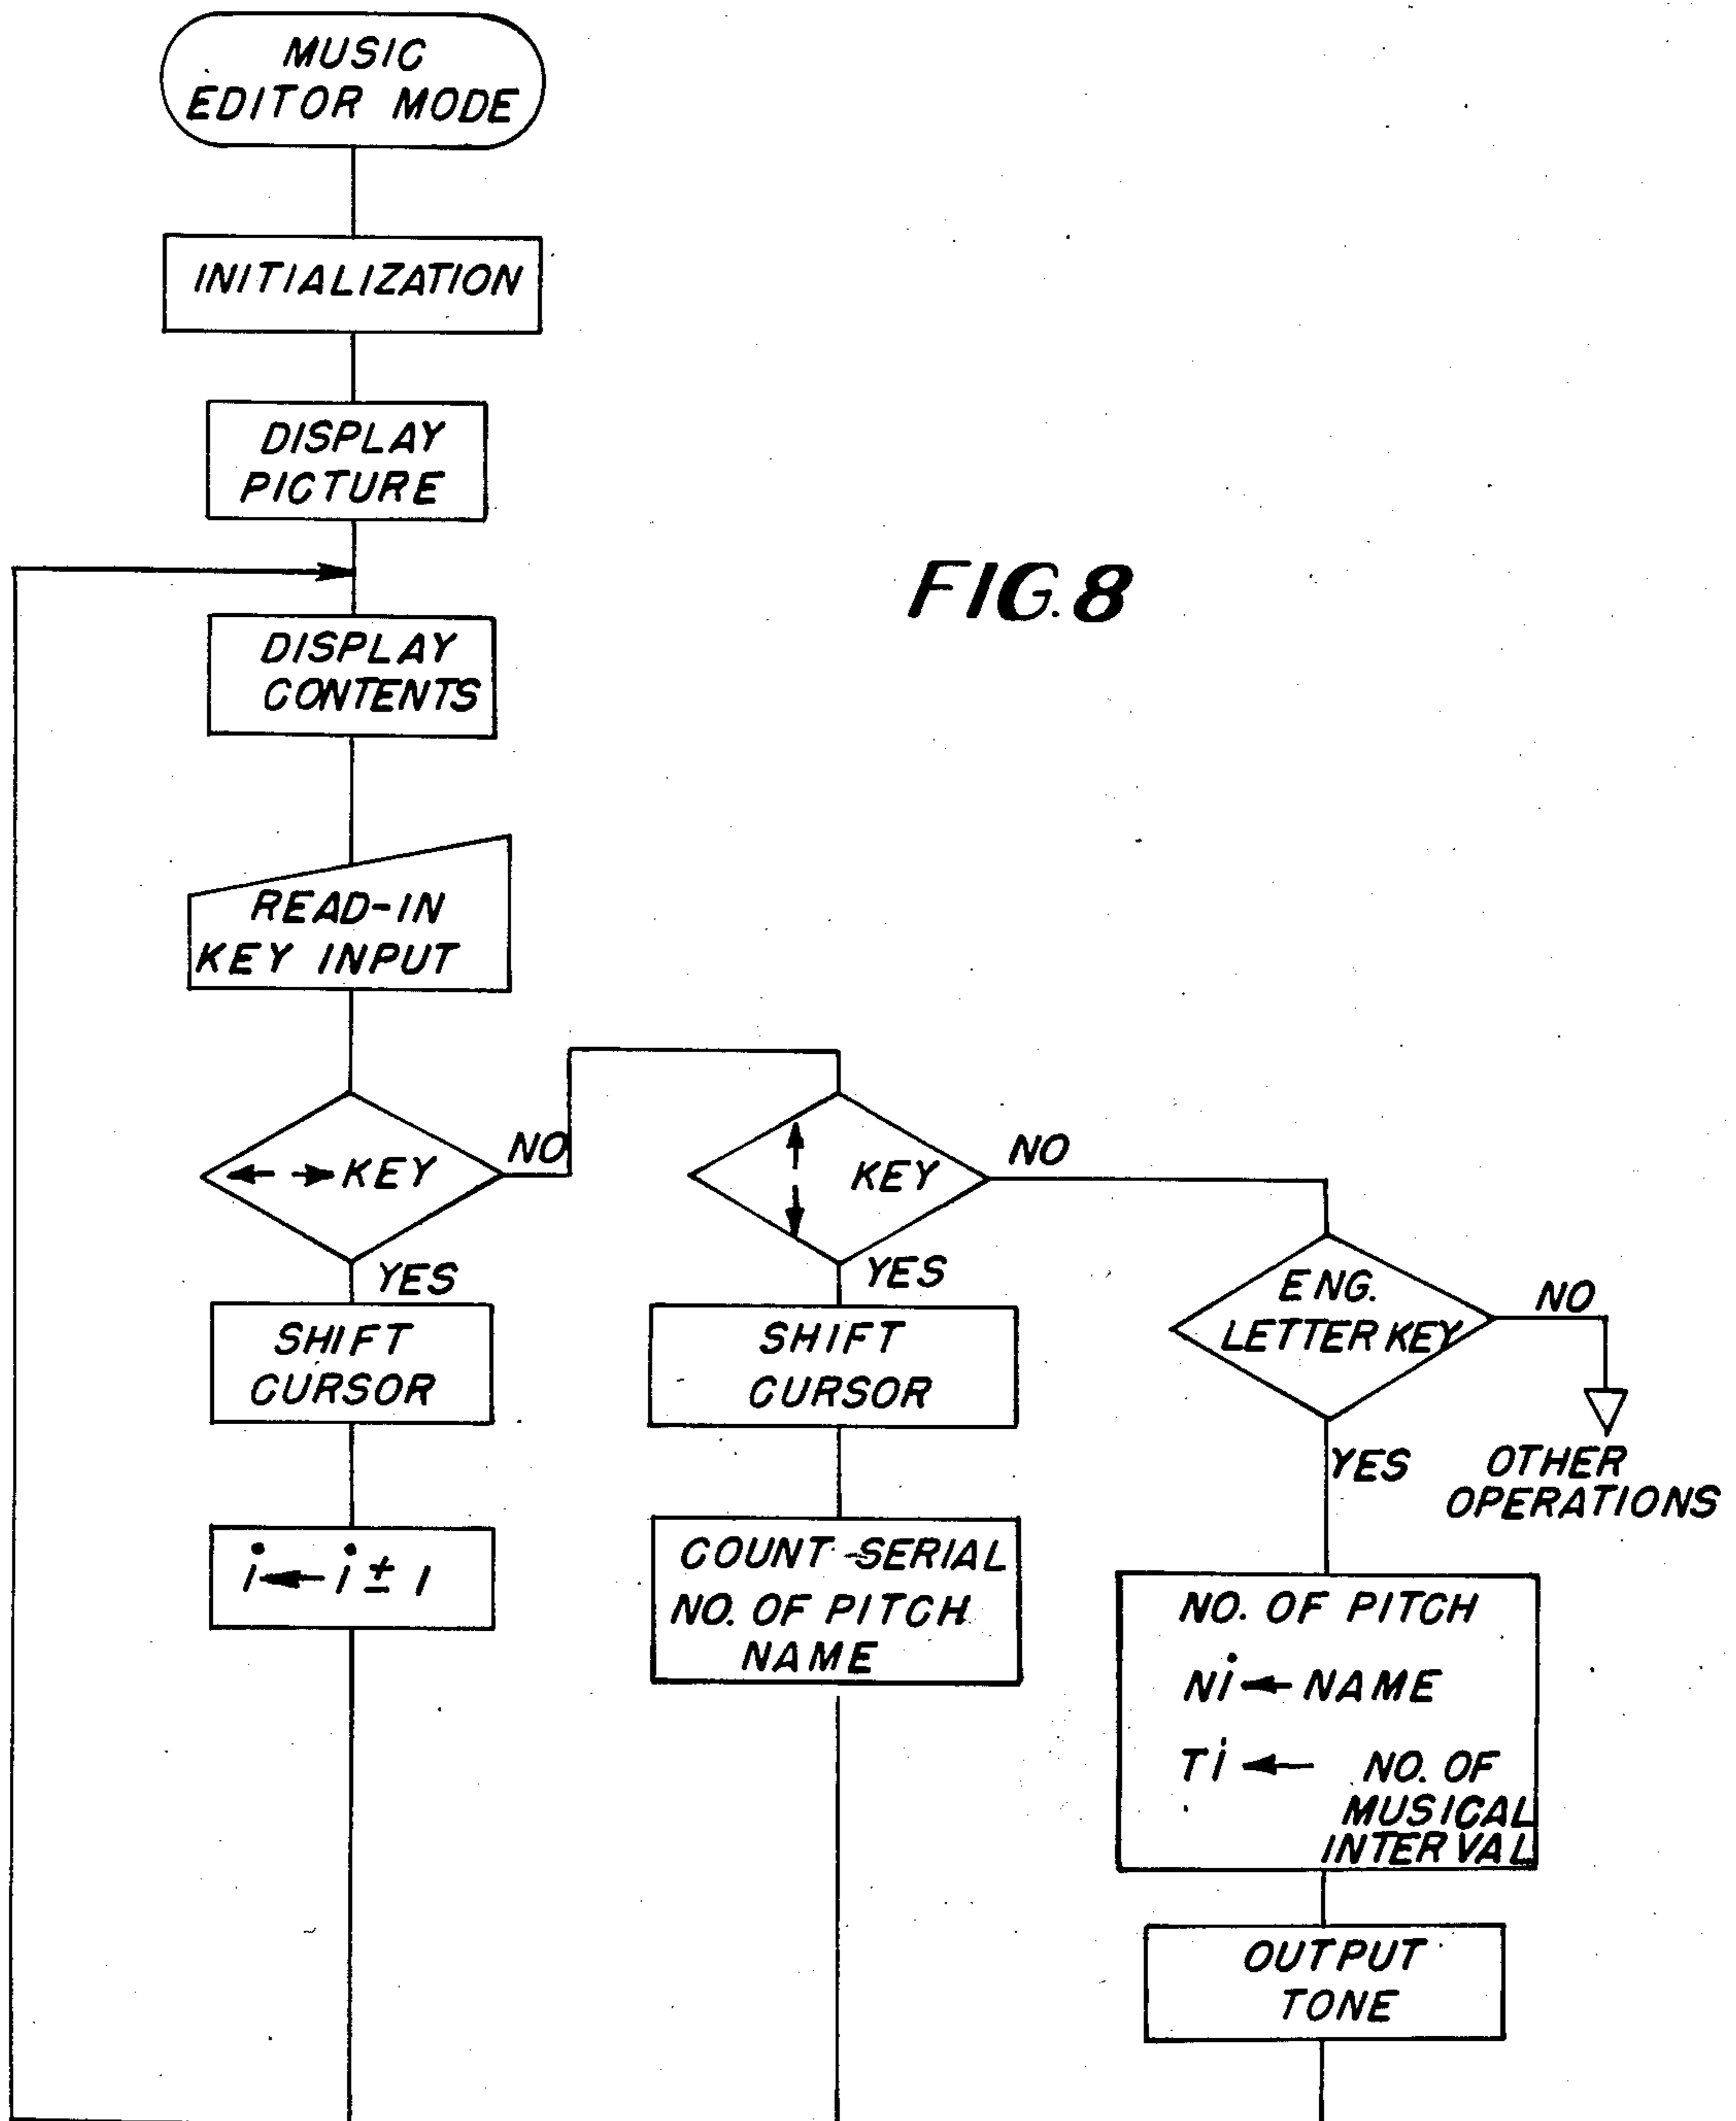 MUSIC
EDITOR MODE
INITIALIZATION
DISPLAY
PICTURE
FIG. 8
DISPLAY
CONTENTS
READ-IN
KEY INPUT
←→ KEY
NO
YES
↑
↓ KEY
NO
YES
ENG.
LETTER KEY
NO
YES
OTHER
OPERATIONS
SHIFT
CURSOR
i ← i ± 1
SHIFT
CURSOR
COUNT-SERIAL
NO. OF PITCH
NAME
NO. OF PITCH
Ni ← NAME
Ti ← NO. OF
MUSICAL
INTERVAL
OUTPUT
TONE